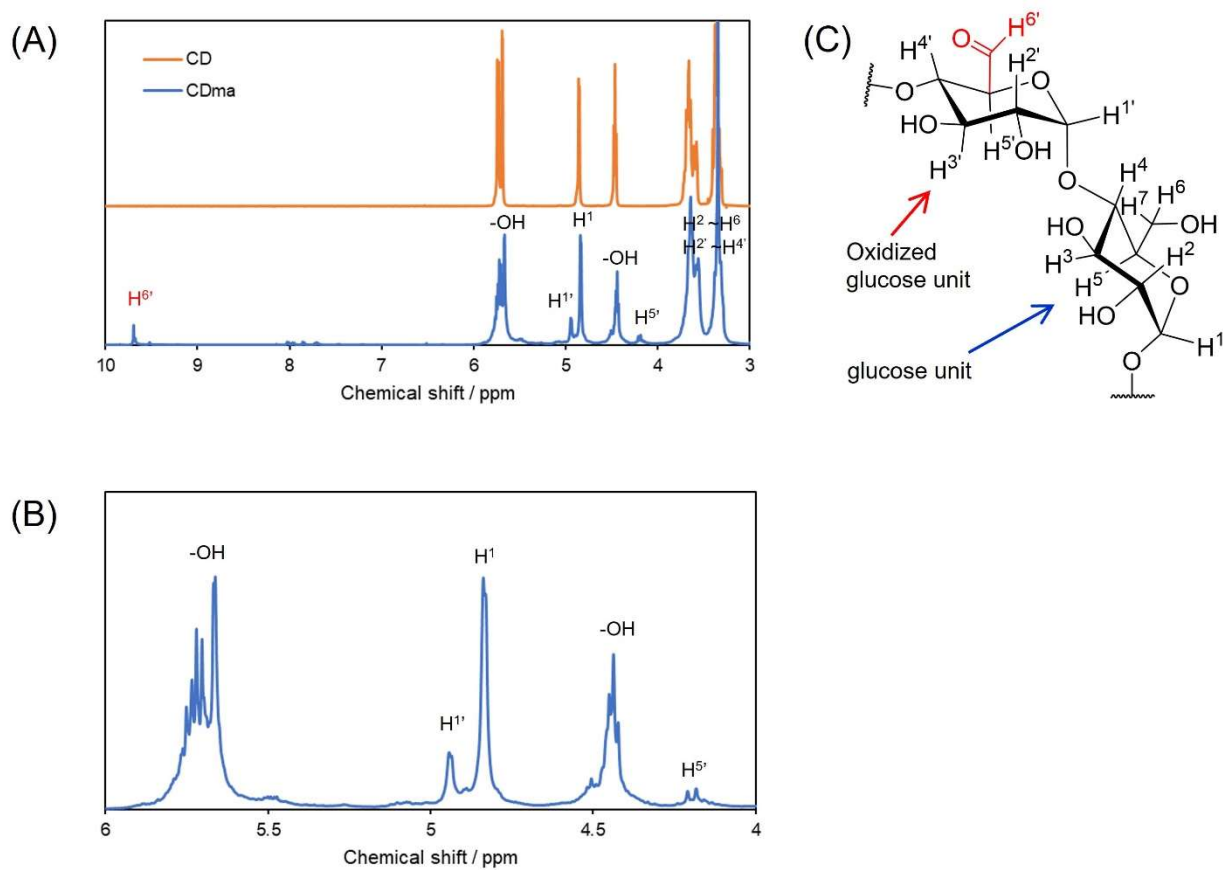 (A)
CD
CDma
H6'
-OH
H1'
H1
-OH
H5'
H2 ~H6
H2'~H4'
10 9 8 7 6 5 4 3
Chemical shift / ppm
(B)
-OH
H1'
H1
-OH
H5'
6 5.5 5 4.5 4
Chemical shift / ppm
(C)
O H6'
H4' H2'
O O H1'
HO
H3' H5' OH
O H4
H7 H6
HO OH
H3 H2
H5
HO O
H1
O
Oxidized
glucose unit
glucose unit